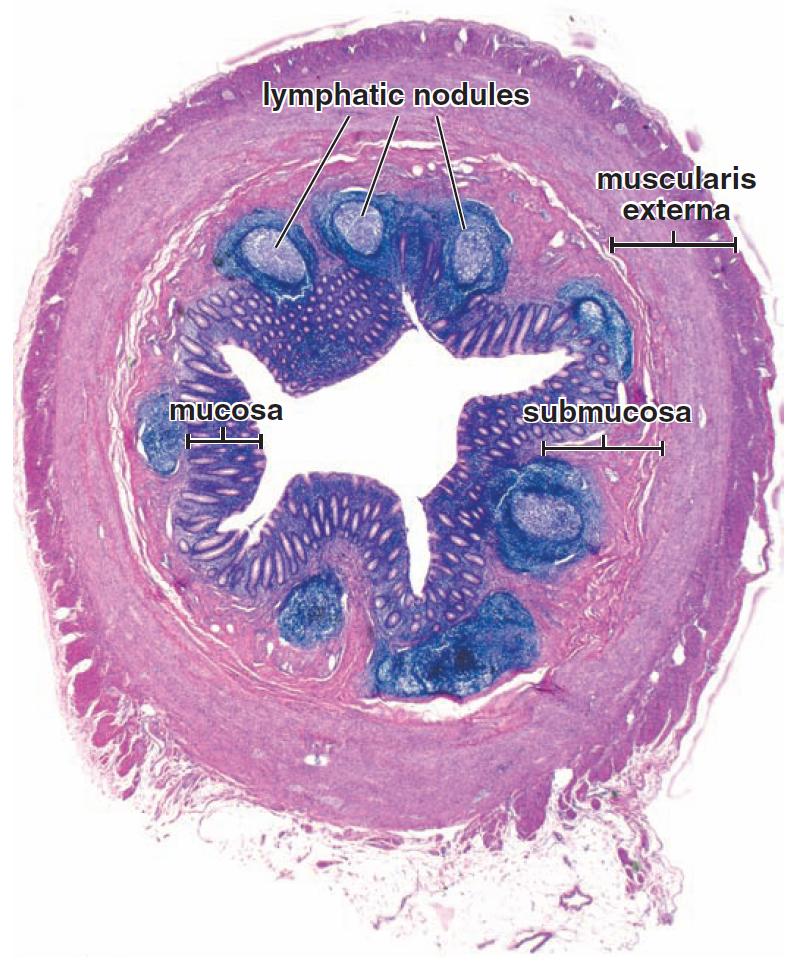 lymphatic nodules
muscularis
externa
mucosa
submucosa